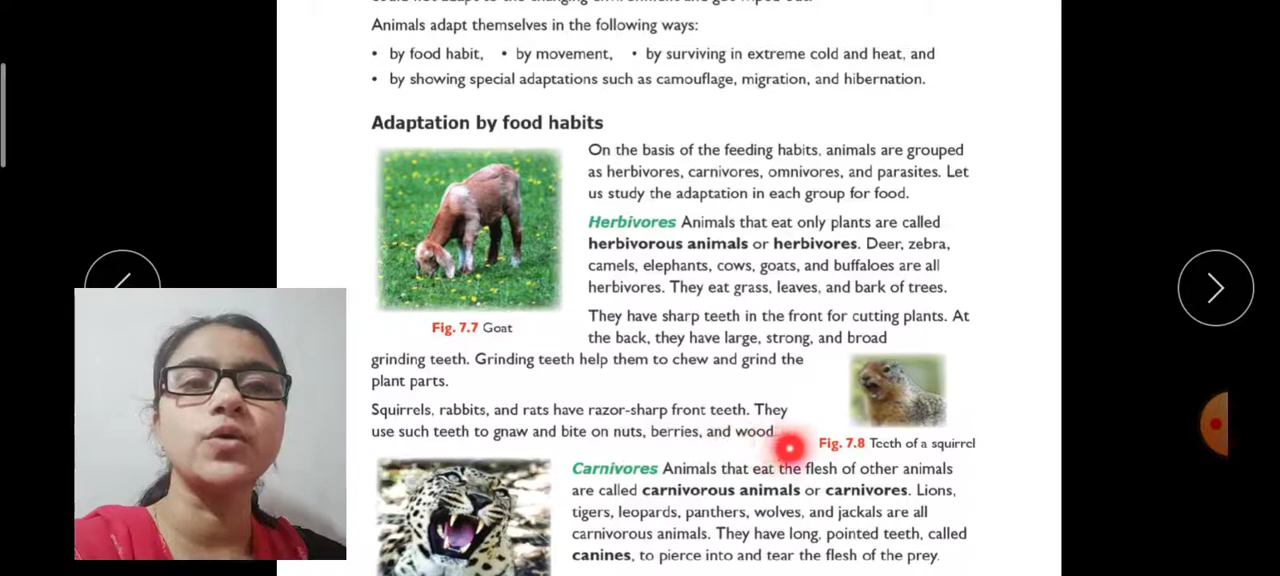 Animals adapt themselves in the following ways:
• by food habit, • by movement, • by surviving in extreme cold and heat, and
• by showing special adaptations such as camouflage, migration, and hibernation.
Adaptation by food habits
On the basis of the feeding habits, animals are grouped
as herbivores, carnivores, omnivores, and parasites. Let
us study the adaptation in each group for food.
Herbivores Animals that eat only plants are called
herbivorous animals or herbivores. Deer, zebra,
camels, elephants, cows, goats, and buffaloes are all
herbivores. They eat grass, leaves, and bark of trees.
Fig. 7.7 Goat
They have sharp teeth in the front for cutting plants. At
the back, they have large, strong, and broad
grinding teeth. Grinding teeth help them to chew and grind the
plant parts.
Squirrels, rabbits, and rats have razor-sharp front teeth. They
use such teeth to gnaw and bite on nuts, berries, and wood
Fig. 7.8 Teeth of a squirrel
Carnivores Animals that eat the flesh of other animals
are called carnivorous animals or carnivores. Lions,
tigers, leopards, panthers, wolves, and jackals are all
carnivorous animals. They have long, pointed teeth, called
canines, to pierce into and tear the flesh of the prey.